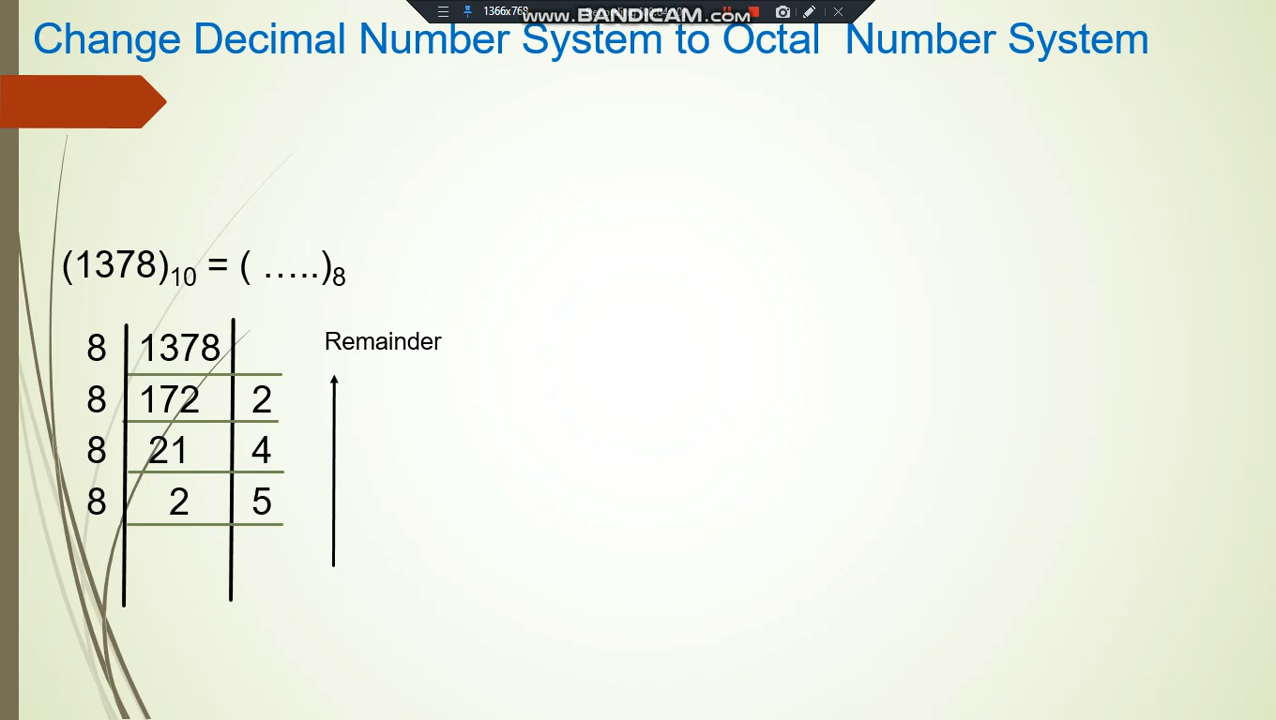 1366x768
www.BANDICAM.com
Change Decimal Number System to Octal Number System
(1378)10 = ( …..)8
8 1378 Remainder
8 172 2
8 21 4
8 2 5